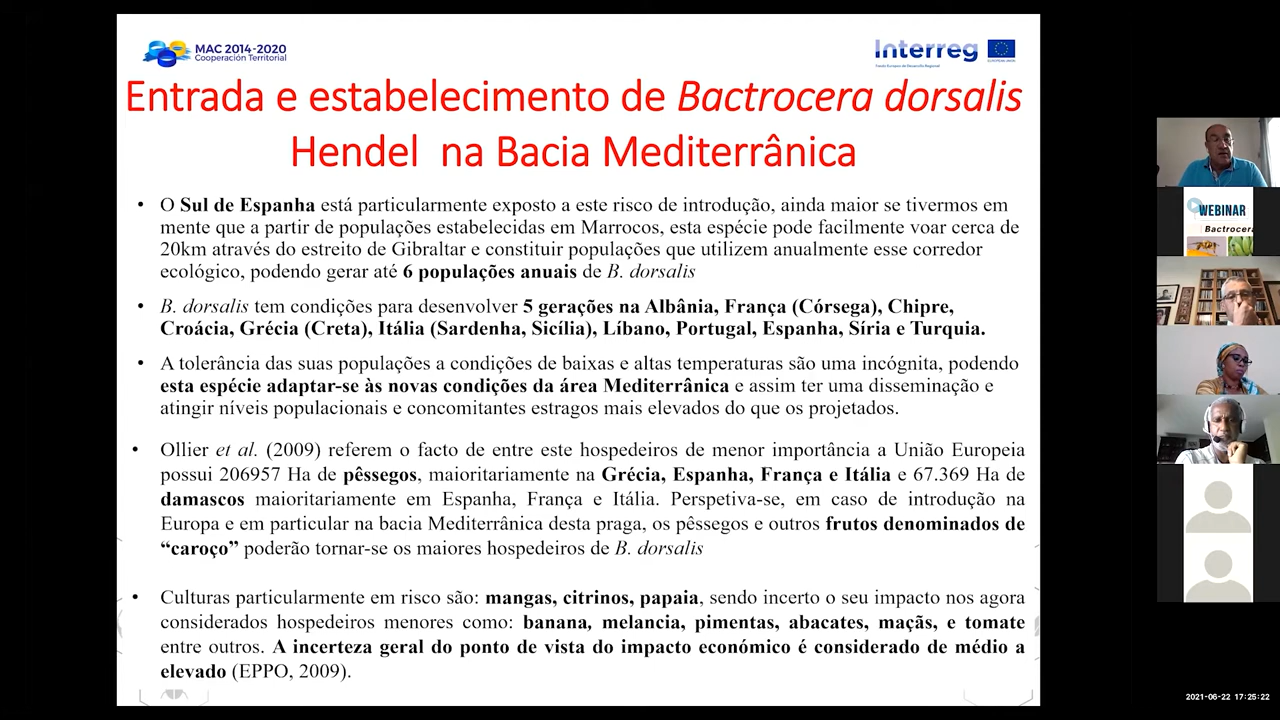 MAC 2014-2020
Cooperación Territorial
Interreg
Fondo Europeo de Desarrollo Regional
Entrada e estabelecimento de Bactrocera dorsalis
Hendel na Bacia Mediterrânica
• O Sul de Espanha está particularmente exposto a este risco de introdução, ainda maior se tivermos em
mente que a partir de populações estabelecidas em Marrocos, esta espécie pode facilmente voar cerca de
20km através do estreito de Gibraltar e constituir populações que utilizem anualmente esse corredor
ecológico, podendo gerar até 6 populações anuais de B. dorsalis
• B. dorsalis tem condições para desenvolver 5 gerações na Albânia, França (Córsega), Chipre,
Croácia, Grécia (Creta), Itália (Sardenha, Sicília), Líbano, Portugal, Espanha, Síria e Turquia.
• A tolerância das suas populações a condições de baixas e altas temperaturas são uma incógnita, podendo
esta espécie adaptar-se às novas condições da área Mediterrânica e assim ter uma disseminação e
atingir níveis populacionais e concomitantes estragos mais elevados do que os projetados.
• Ollier et al. (2009) referem o facto de entre este hospedeiros de menor importância a União Europeia
possui 206957 Ha de pêssegos, maioritariamente na Grécia, Espanha, França e Itália e 67.369 Ha de
damascos maioritariamente em Espanha, França e Itália. Perspetiva-se, em caso de introdução na
Europa e em particular na bacia Mediterrânica desta praga, os pêssegos e outros frutos denominados de
“caroço” poderão tornar-se os maiores hospedeiros de B. dorsalis
• Culturas particularmente em risco são: mangas, citrinos, papaia, sendo incerto o seu impacto nos agora
considerados hospedeiros menores como: banana, melancia, pimentas, abacates, maçãs, e tomate
entre outros. A incerteza geral do ponto de vista do impacto económico é considerado de médio a
elevado (EPPO, 2009).
WEBINAR
Bactrocera
2021-06-22 17:25:22